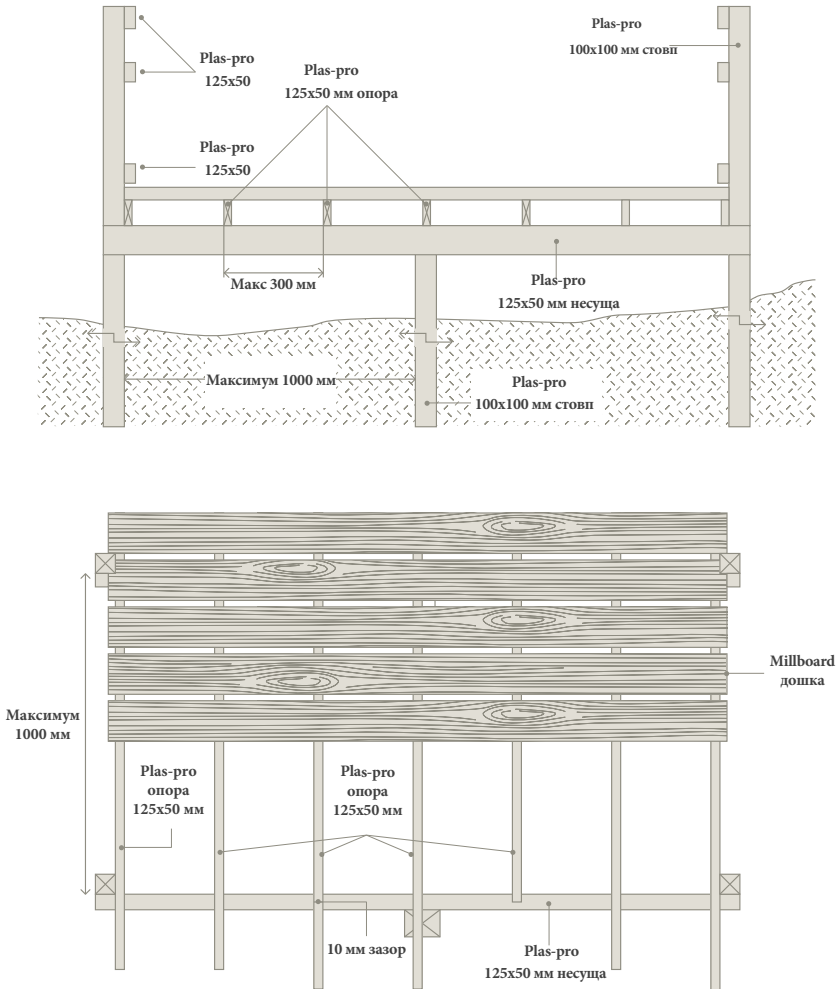 Plas-pro
100x100 мм стовп
Plas-pro
125x50
Plas-pro
125x50 мм опора
Plas-pro
125x50
Макс 300 мм
Plas-pro
125x50 мм несуща
Максимум 1000 мм
Plas-pro
100x100 мм стовп
Millboard
дошка
Максимум
1000 мм
Plas-pro
опора
125x50 мм
Plas-pro
опора
125x50 мм
10 мм зазор
Plas-pro
125x50 мм несуща